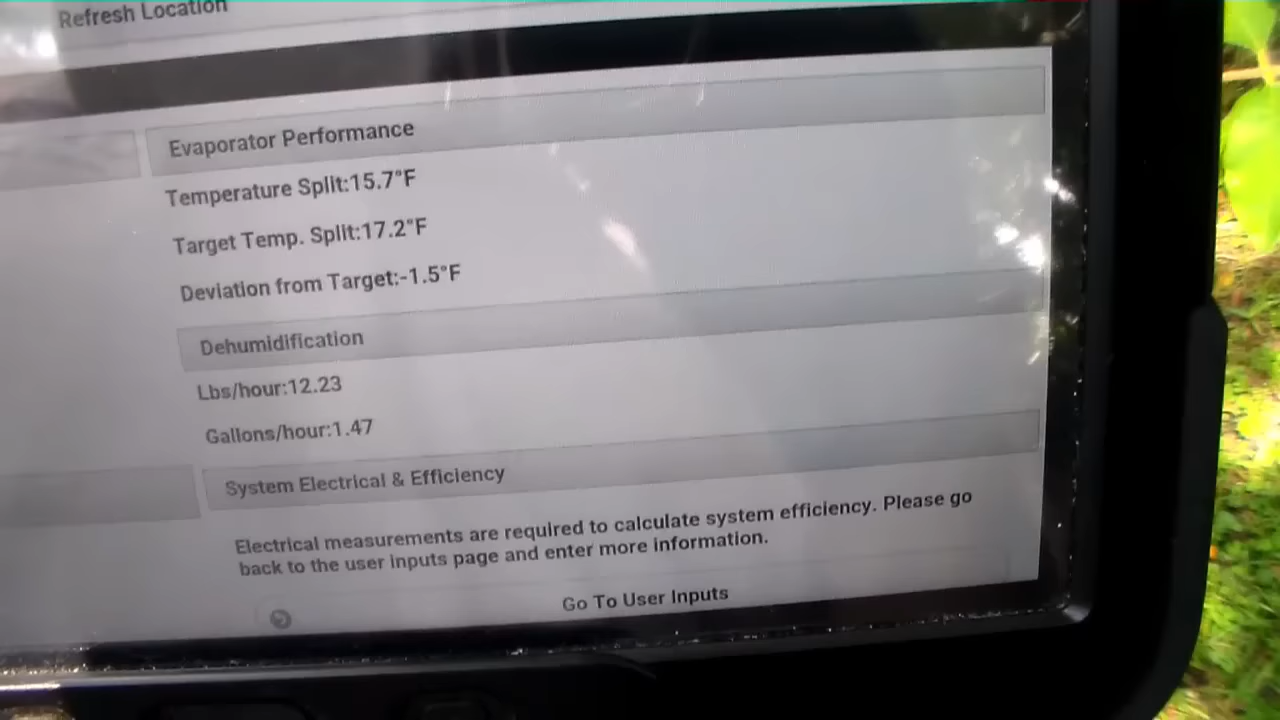 Refresh Location
Evaporator Performance
Temperature Split:15.7°F
Target Temp. Split:17.2°F
Deviation from Target:-1.5°F
Dehumidification
Lbs/hour:12.23
Gallons/hour:1.47
System Electrical & Efficiency
Electrical measurements are required to calculate system efficiency. Please go
back to the user inputs page and enter more information.
Go To User Inputs